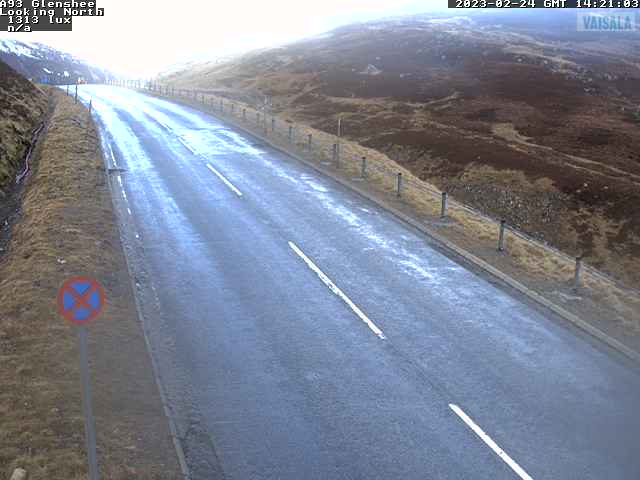 A93 Glenshee
Looking North
1313 lux
n/a
2023-02-24 GMT 14:21:03
VAISALA